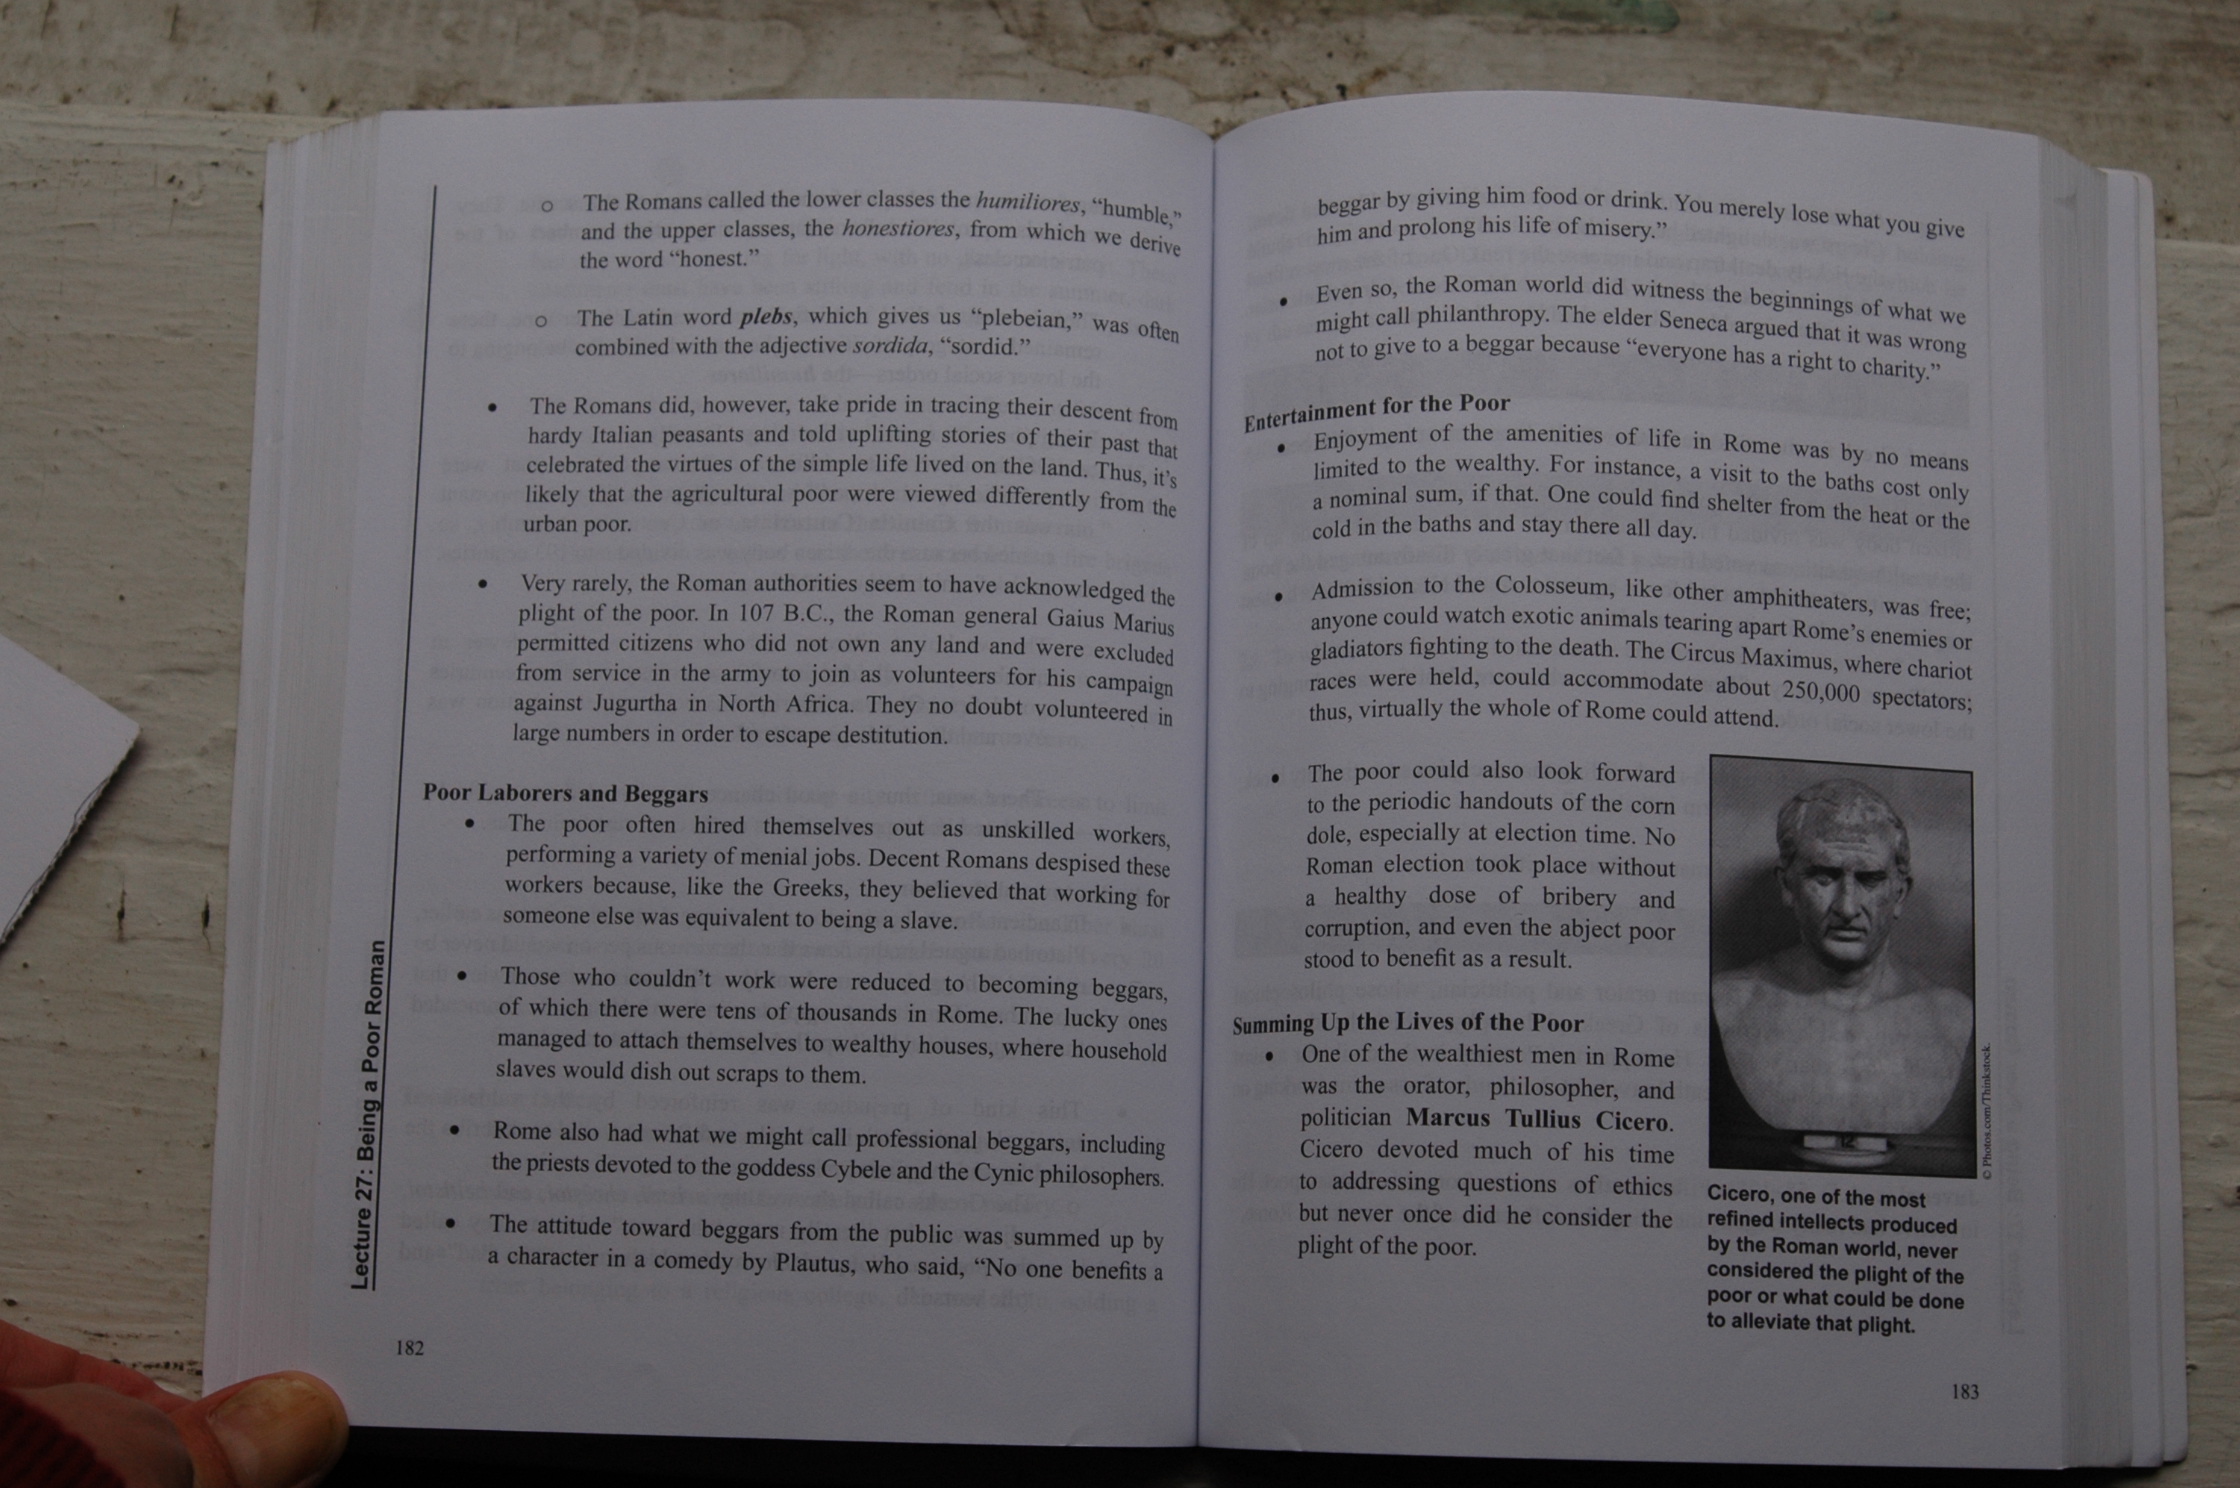 ○ The Romans called the lower classes the humiliores, “humble,”
and the upper classes, the honestiores, from which we derive
the word “honest.”
○ The Latin word plebs, which gives us “plebeian,” was often
combined with the adjective sordida, “sordid.”
• The Romans did, however, take pride in tracing their descent from
hardy Italian peasants and told uplifting stories of their past that
celebrated the virtues of the simple life lived on the land. Thus, it’s
likely that the agricultural poor were viewed differently from the
urban poor.
• Very rarely, the Roman authorities seem to have acknowledged the
plight of the poor. In 107 B.C., the Roman general Gaius Marius
permitted citizens who did not own any land and were excluded
from service in the army to join as volunteers for his campaign
against Jugurtha in North Africa. They no doubt volunteered in
large numbers in order to escape destitution.
Poor Laborers and Beggars
• The poor often hired themselves out as unskilled workers,
performing a variety of menial jobs. Decent Romans despised these
workers because, like the Greeks, they believed that working for
someone else was equivalent to being a slave.
• Those who couldn’t work were reduced to becoming beggars,
of which there were tens of thousands in Rome. The lucky ones
managed to attach themselves to wealthy houses, where household
slaves would dish out scraps to them.
• Rome also had what we might call professional beggars, including
the priests devoted to the goddess Cybele and the Cynic philosophers.
• The attitude toward beggars from the public was summed up by
a character in a comedy by Plautus, who said, “No one benefits a
Lecture 27: Being a Poor Roman
182
beggar by giving him food or drink. You merely lose what you give
him and prolong his life of misery.”
• Even so, the Roman world did witness the beginnings of what we
might call philanthropy. The elder Seneca argued that it was wrong
not to give to a beggar because “everyone has a right to charity.”
Entertainment for the Poor
• Enjoyment of the amenities of life in Rome was by no means
limited to the wealthy. For instance, a visit to the baths cost only
a nominal sum, if that. One could find shelter from the heat or the
cold in the baths and stay there all day.
• Admission to the Colosseum, like other amphitheaters, was free;
anyone could watch exotic animals tearing apart Rome’s enemies or
gladiators fighting to the death. The Circus Maximus, where chariot
races were held, could accommodate about 250,000 spectators;
thus, virtually the whole of Rome could attend.
• The poor could also look forward
to the periodic handouts of the corn
dole, especially at election time. No
Roman election took place without
a healthy dose of bribery and
corruption, and even the abject poor
stood to benefit as a result.
Summing Up the Lives of the Poor
• One of the wealthiest men in Rome
was the orator, philosopher, and
politician Marcus Tullius Cicero.
Cicero devoted much of his time
to addressing questions of ethics
but never once did he consider the
plight of the poor.
© Photos.com/Thinkstock.
Cicero, one of the most
refined intellects produced
by the Roman world, never
considered the plight of the
poor or what could be done
to alleviate that plight.
183